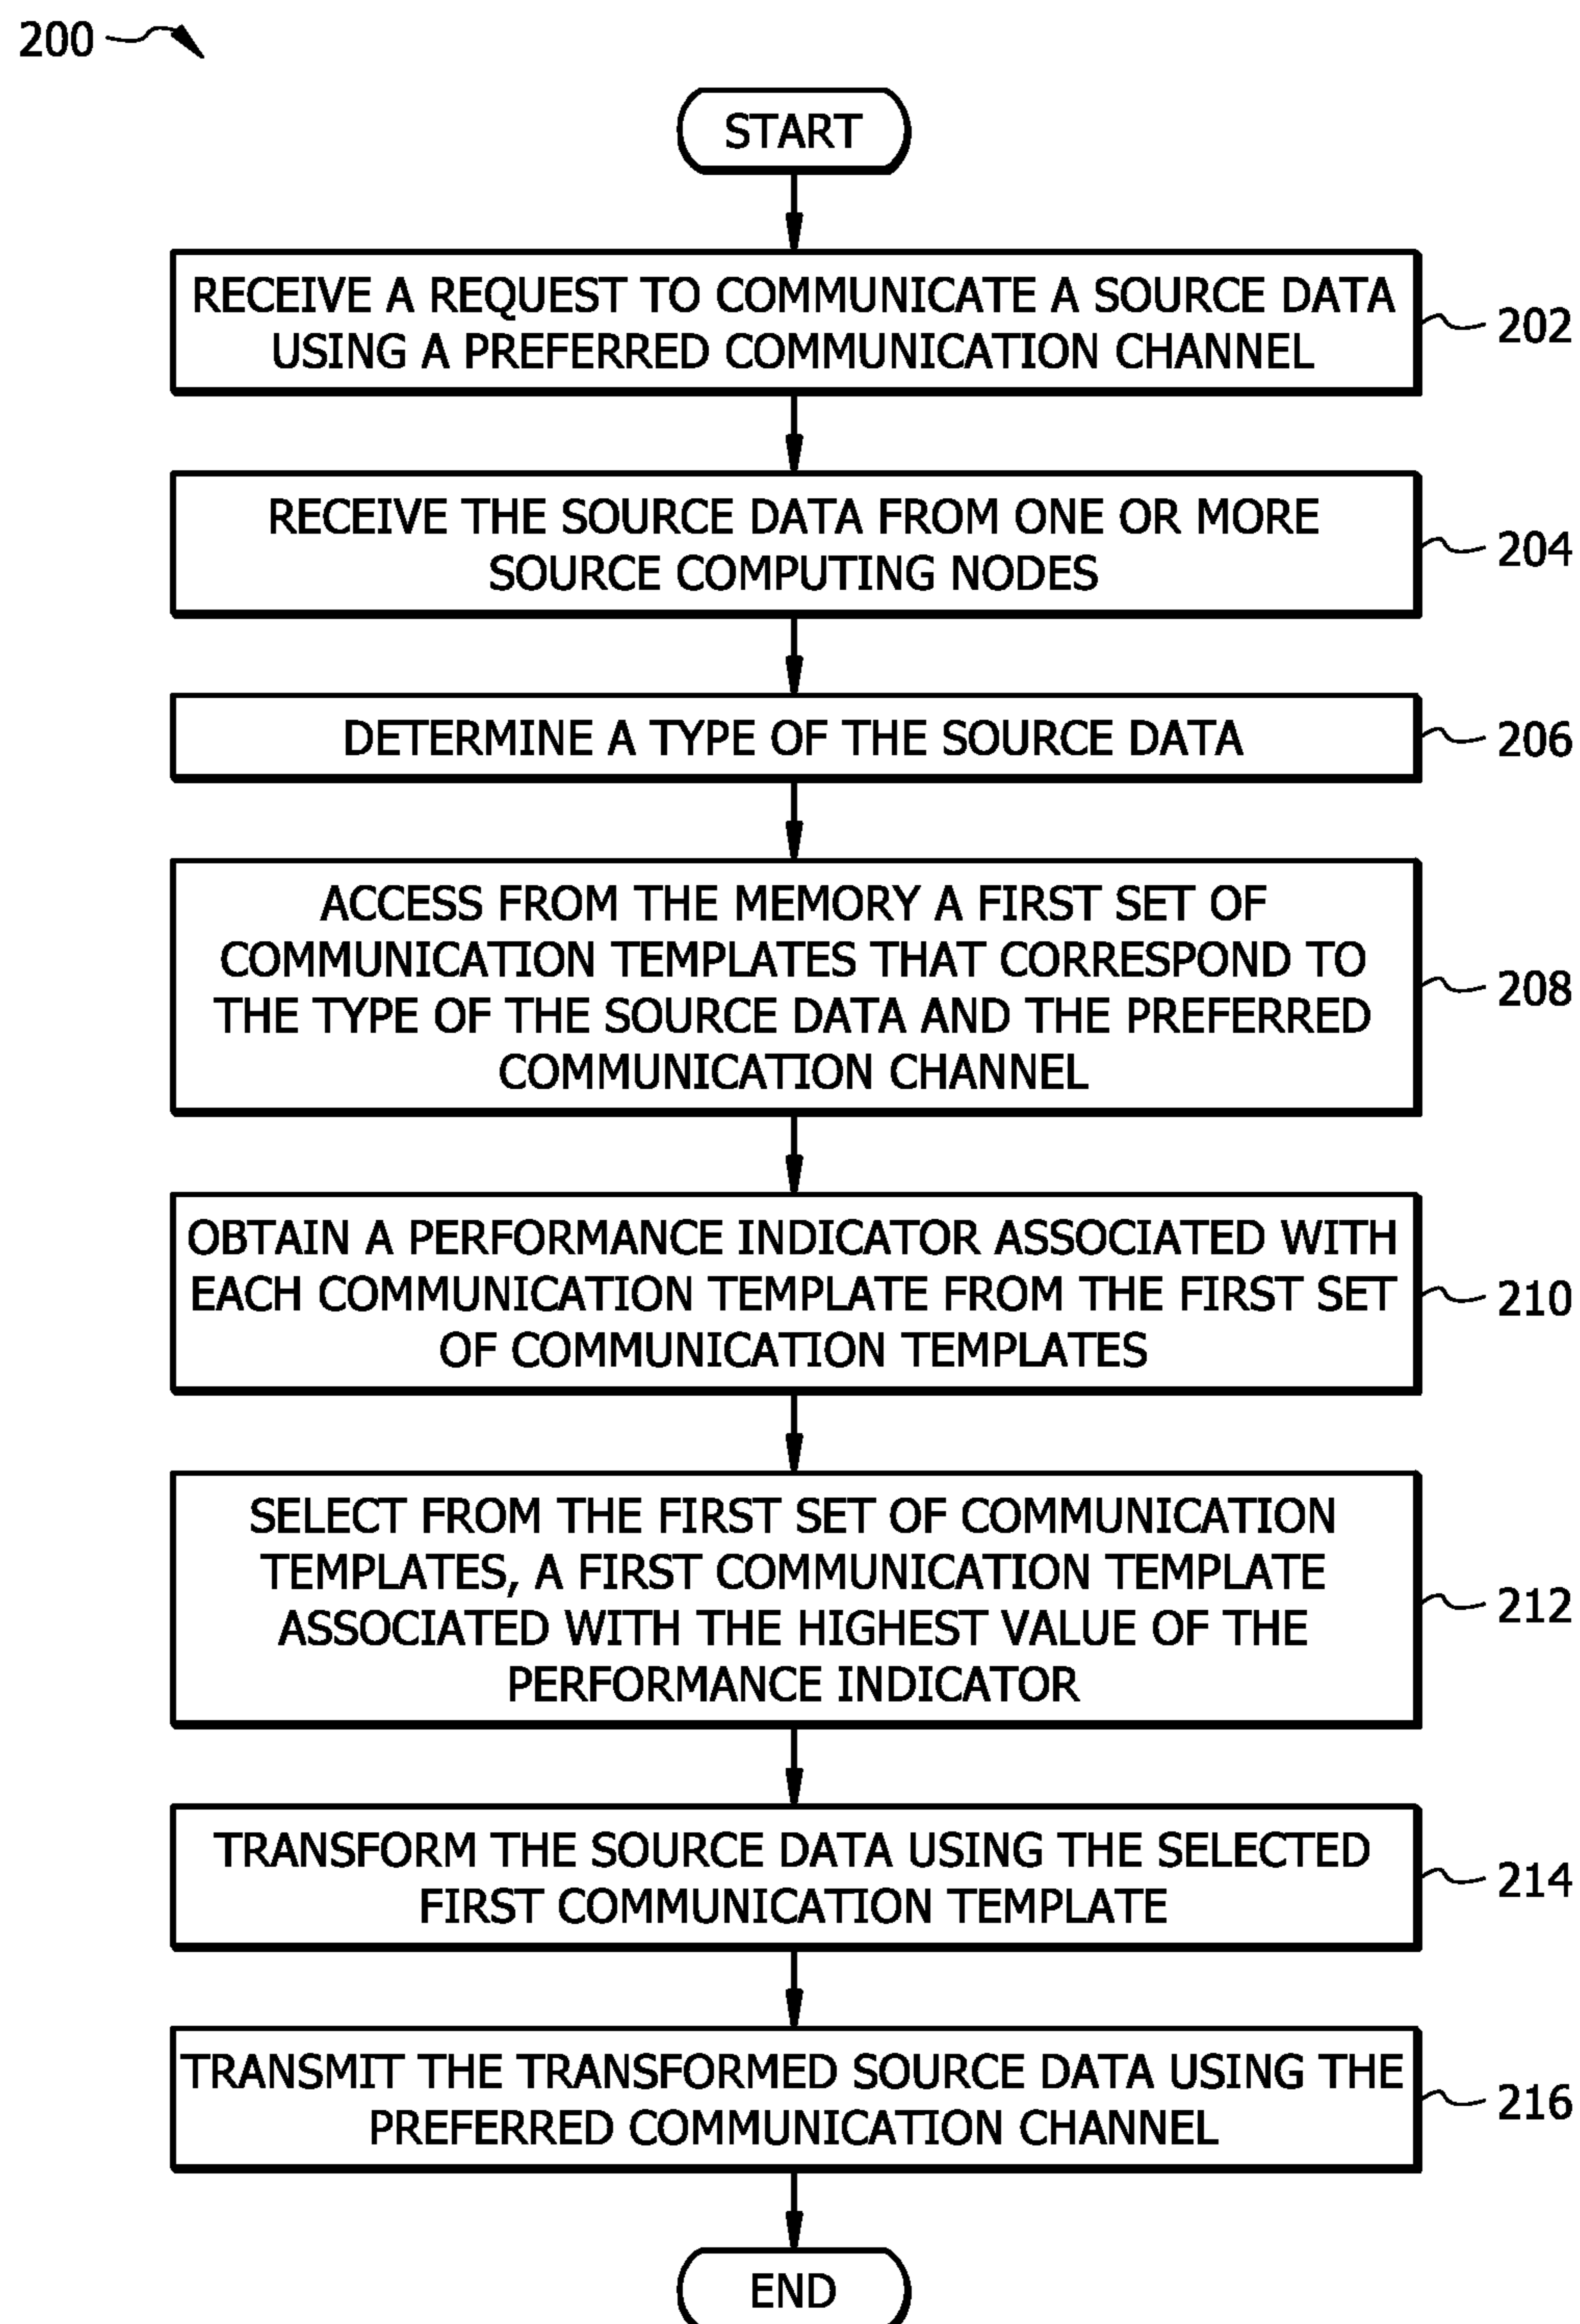 200
START
RECEIVE A REQUEST TO COMMUNICATE A SOURCE DATA
USING A PREFERRED COMMUNICATION CHANNEL
202
RECEIVE THE SOURCE DATA FROM ONE OR MORE
SOURCE COMPUTING NODES
204
DETERMINE A TYPE OF THE SOURCE DATA
206
ACCESS FROM THE MEMORY A FIRST SET OF
COMMUNICATION TEMPLATES THAT CORRESPOND TO
THE TYPE OF THE SOURCE DATA AND THE PREFERRED
COMMUNICATION CHANNEL
208
OBTAIN A PERFORMANCE INDICATOR ASSOCIATED WITH
EACH COMMUNICATION TEMPLATE FROM THE FIRST SET
OF COMMUNICATION TEMPLATES
210
SELECT FROM THE FIRST SET OF COMMUNICATION
TEMPLATES, A FIRST COMMUNICATION TEMPLATE
ASSOCIATED WITH THE HIGHEST VALUE OF THE
PERFORMANCE INDICATOR
212
TRANSFORM THE SOURCE DATA USING THE SELECTED
FIRST COMMUNICATION TEMPLATE
214
TRANSMIT THE TRANSFORMED SOURCE DATA USING THE
PREFERRED COMMUNICATION CHANNEL
216
END